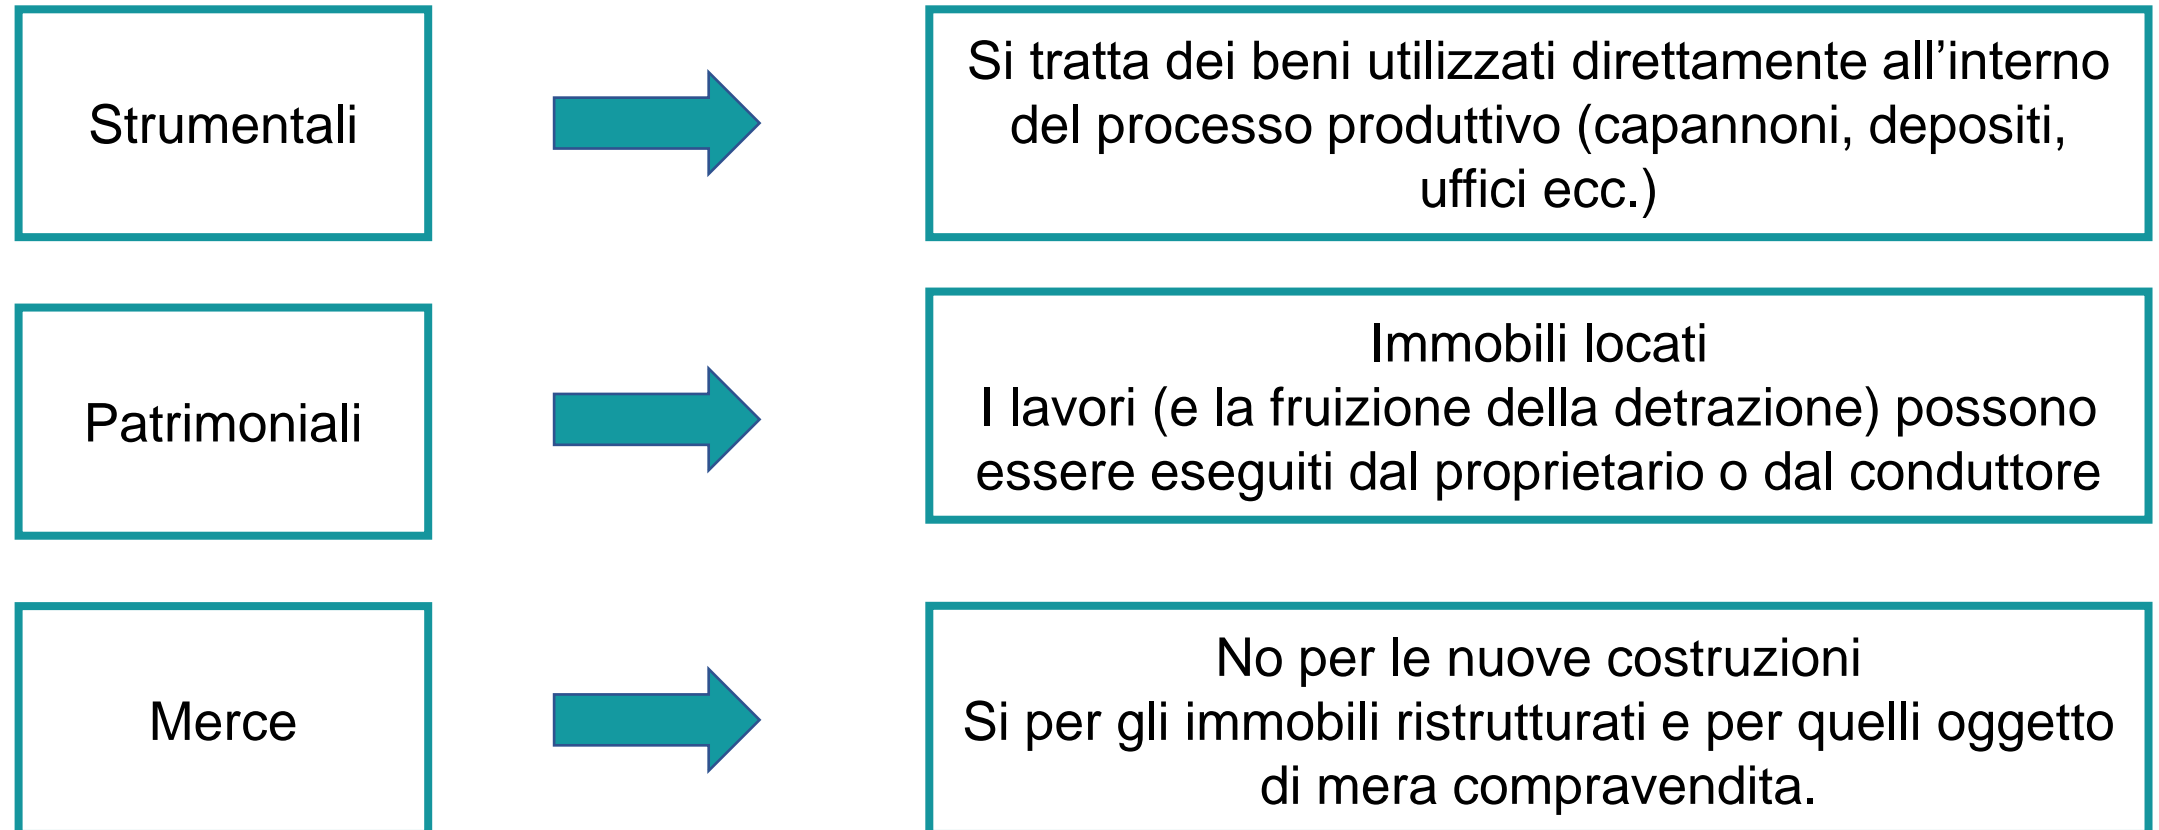 Strumentali
Si tratta dei beni utilizzati direttamente all’interno
del processo produttivo (capannoni, depositi,
uffici ecc.)
Patrimoniali
Immobili locati
I lavori (e la fruizione della detrazione) possono
essere eseguiti dal proprietario o dal conduttore
Merce
No per le nuove costruzioni
Si per gli immobili ristrutturati e per quelli oggetto
di mera compravendita.